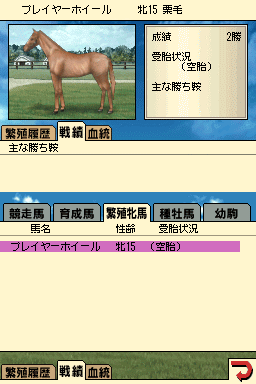 プレイヤーホイール 牝15 栗毛
成績 2勝
受胎状況
(空胎)
主な勝ち鞍
繁殖履歴 戦績 血統
主な勝ち鞍
競走馬 育成馬 繁殖牝馬 種牡馬 幼駒
馬名 性齢 受胎状況
プレイヤーホイール 牝15 (空胎)
繁殖履歴 戦績 血統